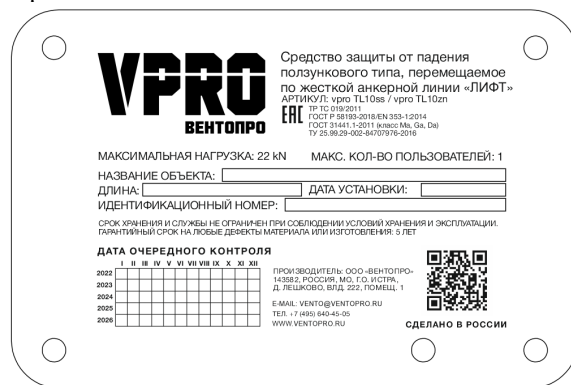 VPRO
ВЕНТОПРО
Средство защиты от падения
ползункового типа, перемещаемое
по жесткой анкерной линии «ЛИФТ»
АРТИКУЛ: vpro TL10ss / vpro TL10zn
EAC
ТР ТС 019/2011
ГОСТ Р 58193-2018/EN 353-1:2014
ГОСТ 31441.1-2011 (класс Ma, Ga, Da)
ТУ 25.99.29-002-84707976-2016
МАКСИМАЛЬНАЯ НАГРУЗКА: 22 kN МАКС. КОЛ-ВО ПОЛЬЗОВАТЕЛЕЙ: 1
НАЗВАНИЕ ОБЪЕКТА:
ДЛИНА: ДАТА УСТАНОВКИ:
ИДЕНТИФИКАЦИОННЫЙ НОМЕР:
СРОК ХРАНЕНИЯ И СЛУЖБЫ НЕ ОГРАНИЧЕН ПРИ СОБЛЮДЕНИИ УСЛОВИЙ ХРАНЕНИЯ И ЭКСПЛУАТАЦИИ.
ГАРАНТИЙНЫЙ СРОК НА ЛЮБЫЕ ДЕФЕКТЫ МАТЕРИАЛА ИЛИ ИЗГОТОВЛЕНИЯ: 5 ЛЕТ
ДАТА ОЧЕРЕДНОГО КОНТРОЛЯ
I II III IV V VI VII VIII IX X XI XII
2022
2023
2024
2025
2026
ПРОИЗВОДИТЕЛЬ: ООО «ВЕНТОПРО»
143582, РОССИЯ, МО, Г.О. ИСТРА,
Д. ЛЕШКОВО, ВЛД. 222, ПОМЕЩ. 1
E-MAIL: VENTO@VENTOPRO.RU
ТЕЛ. +7 (495) 640-45-05
WWW.VENTOPRO.RU
СДЕЛАНО В РОССИИ